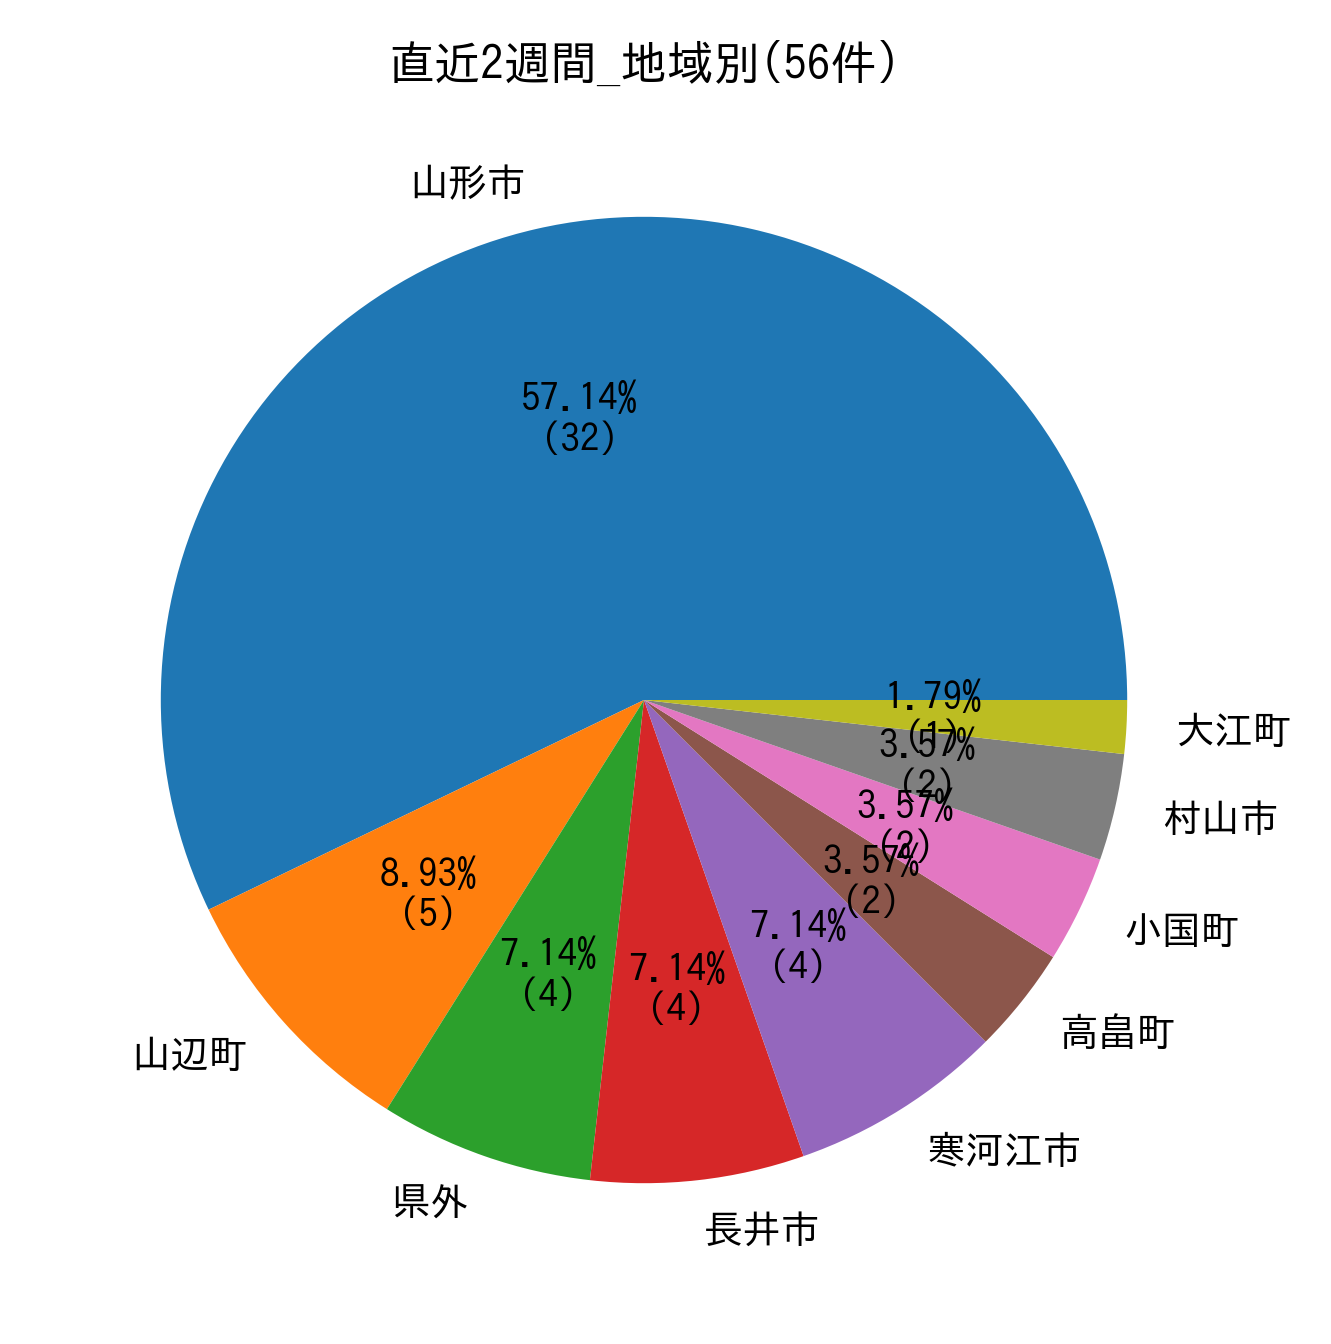 直近2週間_地域別(56件)
山形市
57.14%
(32)
8.93%
(5)
山辺町
7.14%
(4)
県外
7.14%
(4)
長井市
7.14%
(4)
寒河江市
3.57%
(2)
高畠町
3.57%
(2)
小国町
3.57%
(2)
村山市
1.79%
(1)
大江町